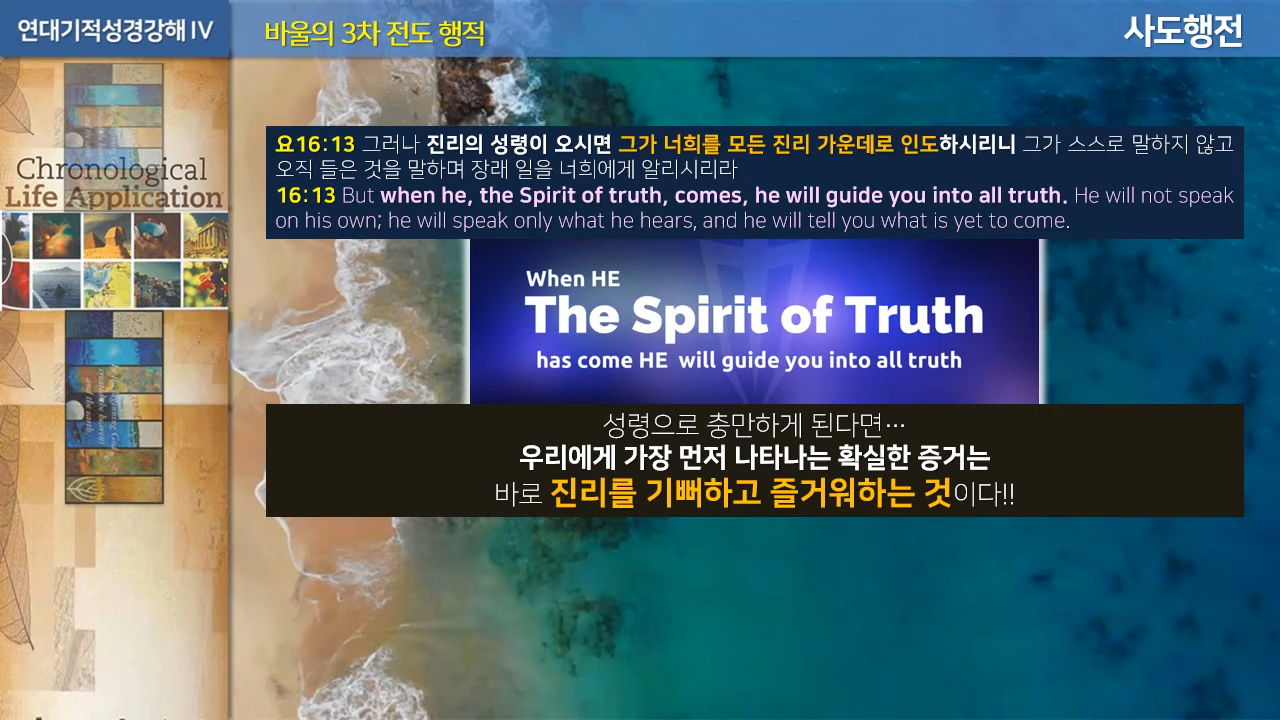 연대기적성경강해 IV
바울의 3차 전도 행적
사도행전
Chronological
Life Application
요16:13 그러나 진리의 성령이 오시면 그가 너희를 모든 진리 가운데로 인도하시리니 그가 스스로 말하지 않고
오직 들은 것을 말하며 장래 일을 너희에게 알리시리라
16:13 But when he, the Spirit of truth, comes, he will guide you into all truth. He will not speak
on his own; he will speak only what he hears, and he will tell you what is yet to come.
When HE
The Spirit of Truth
has come HE will guide you into all truth
성령으로 충만하게 된다면…
우리에게 가장 먼저 나타나는 확실한 증거는
바로 진리를 기뻐하고 즐거워하는 것이다!!